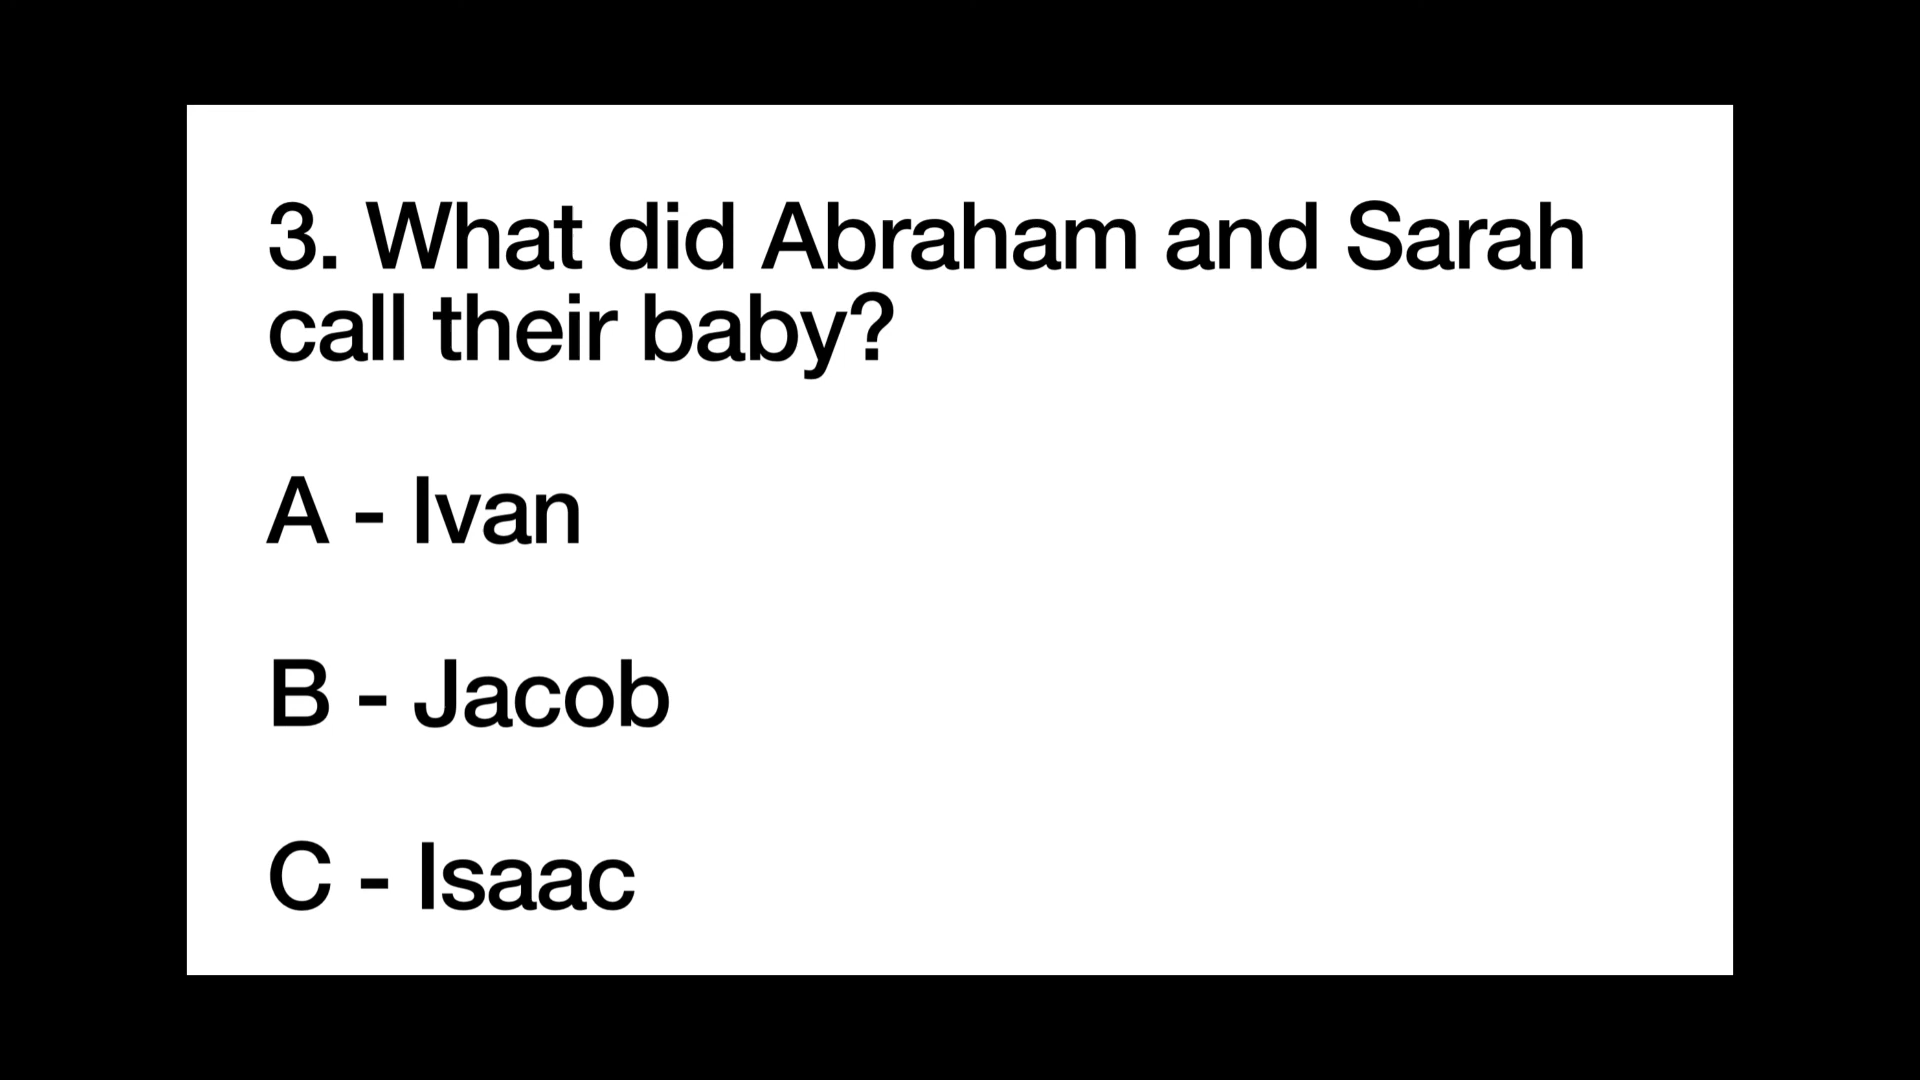 3. What did Abraham and Sarah
call their baby?
A - Ivan
B - Jacob
C - Isaac